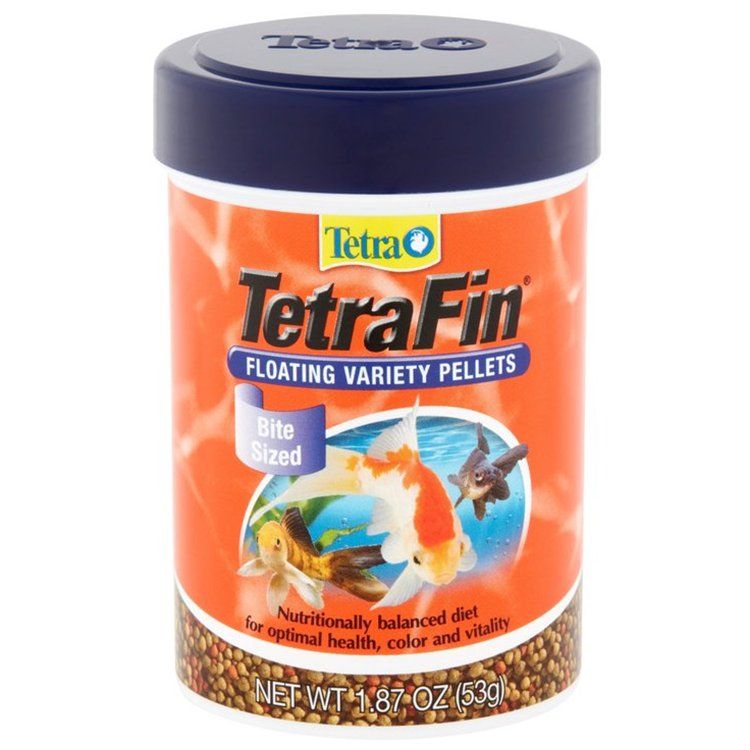 Tetra
Tetra
TetraFin®
FLOATING VARIETY PELLETS
Bite
Sized
Nutritionally balanced diet
for optimal health, color and vitality
NET WT 1.87 OZ (53g)